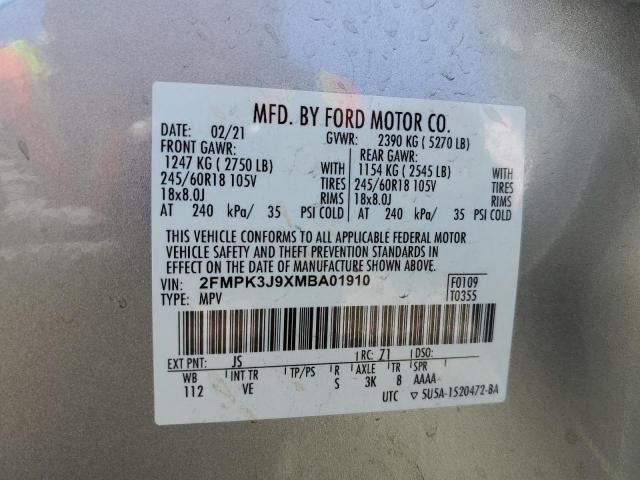 MFD. BY FORD MOTOR CO.
DATE: 02/21 GVWR: 2390 KG ( 5270 LB)
FRONT GAWR: REAR GAWR:
1247 KG ( 2750 LB) WITH 1154 KG ( 2545 LB) WITH
245/60R18 105V TIRES 245/60R18 105V TIRES
18x8.0J RIMS 18x8.0J RIMS
AT 240 kPa/ 35 PSI COLD AT 240 kPa/ 35 PSI COLD
THIS VEHICLE CONFORMS TO ALL APPLICABLE FEDERAL MOTOR
VEHICLE SAFETY AND THEFT PREVENTION STANDARDS IN
EFFECT ON THE DATE OF MANUFACTURE SHOWN ABOVE.
VIN: 2FMPK3J9XMBA01910 F0109
TYPE: MPV T0355
EXT PNT: JS RC: 71 DSO:
WB INT TR TP/PS R AXLE TR SPR
112 VE S 3K 8 AAAA
UTC ▽ 5U5A-1520472-BA